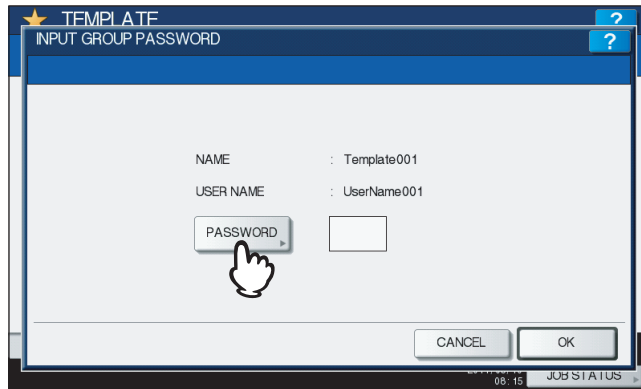 TEMPLATE ?
INPUT GROUP PASSWORD ?
NAME : Template001
USER NAME : UserName001
PASSWORD
CANCEL OK
08:15 JOB STATUS